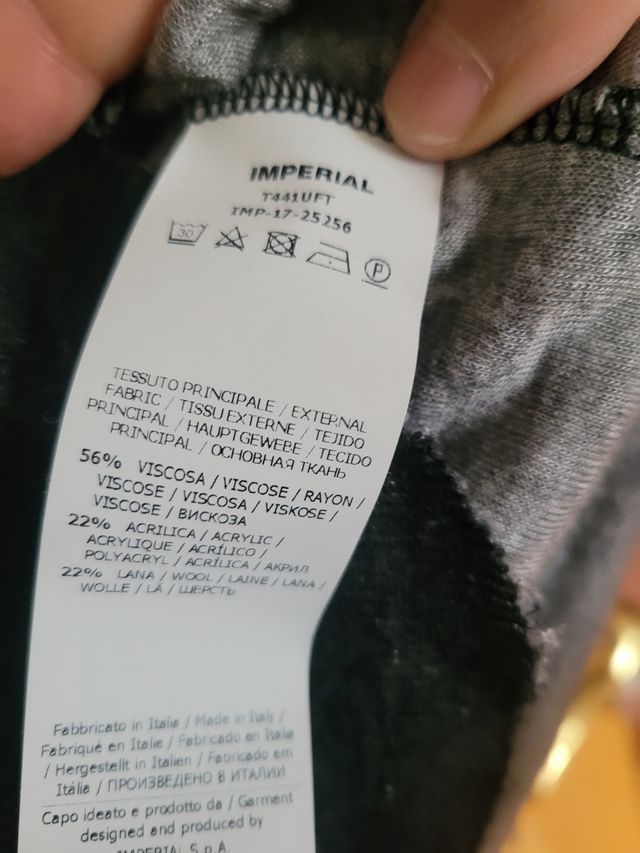 IMPERIAL
T441UFT
IMP-17-25256
30
P
TESSUTO PRINCIPALE / EXTERNAL
FABRIC / TISSU EXTERNE / TEJIDO
PRINCIPAL / HAUPTGEWEBE / TECIDO
PRINCIPAL / ОСНОВНАЯ ТКАНЬ
56% VISCOSA / VISCOSE / RAYON /
VISCOSE / VISCOSA / VISKOSE /
VISCOSE / ВИСКОЗА
22% ACRILICA / ACRYLIC /
ACRYLIQUE / ACRÍLICO /
POLYACRYL / ACRÍLICA / АКРИЛ
22% LANA / WOOL / LAINE / LANA /
WOLLE / LÃ / ШЕРСТЬ
Fabbricato in Italia / Made in Italy /
Fabriqué en Italie / Fabricado en Italia
/ Hergestellt in Italien / Fabricado em
Itália / ПРОИЗВЕДЕНО В ИТАЛИИ
Capo ideato e prodotto da / Garment
designed and produced by
IMPERIAL S.p.A.